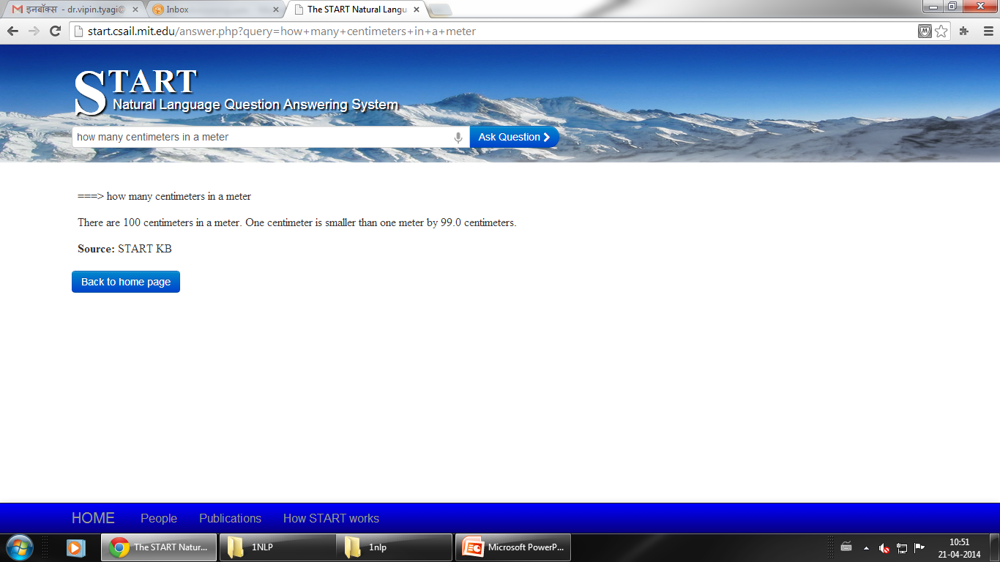 इनबॉक्स - dr.vipin.tyagi@
Inbox
The START Natural Langu
start.csail.mit.edu/answer.php?query=how+many+centimeters+in+a+meter
START
Natural Language Question Answering System
how many centimeters in a meter
Ask Question
===> how many centimeters in a meter
There are 100 centimeters in a meter. One centimeter is smaller than one meter by 99.0 centimeters.
Source: START KB
Back to home page
HOME People Publications How START works
The START Natur... 1NLP 1nlp Microsoft PowerP...
10:51
21-04-2014